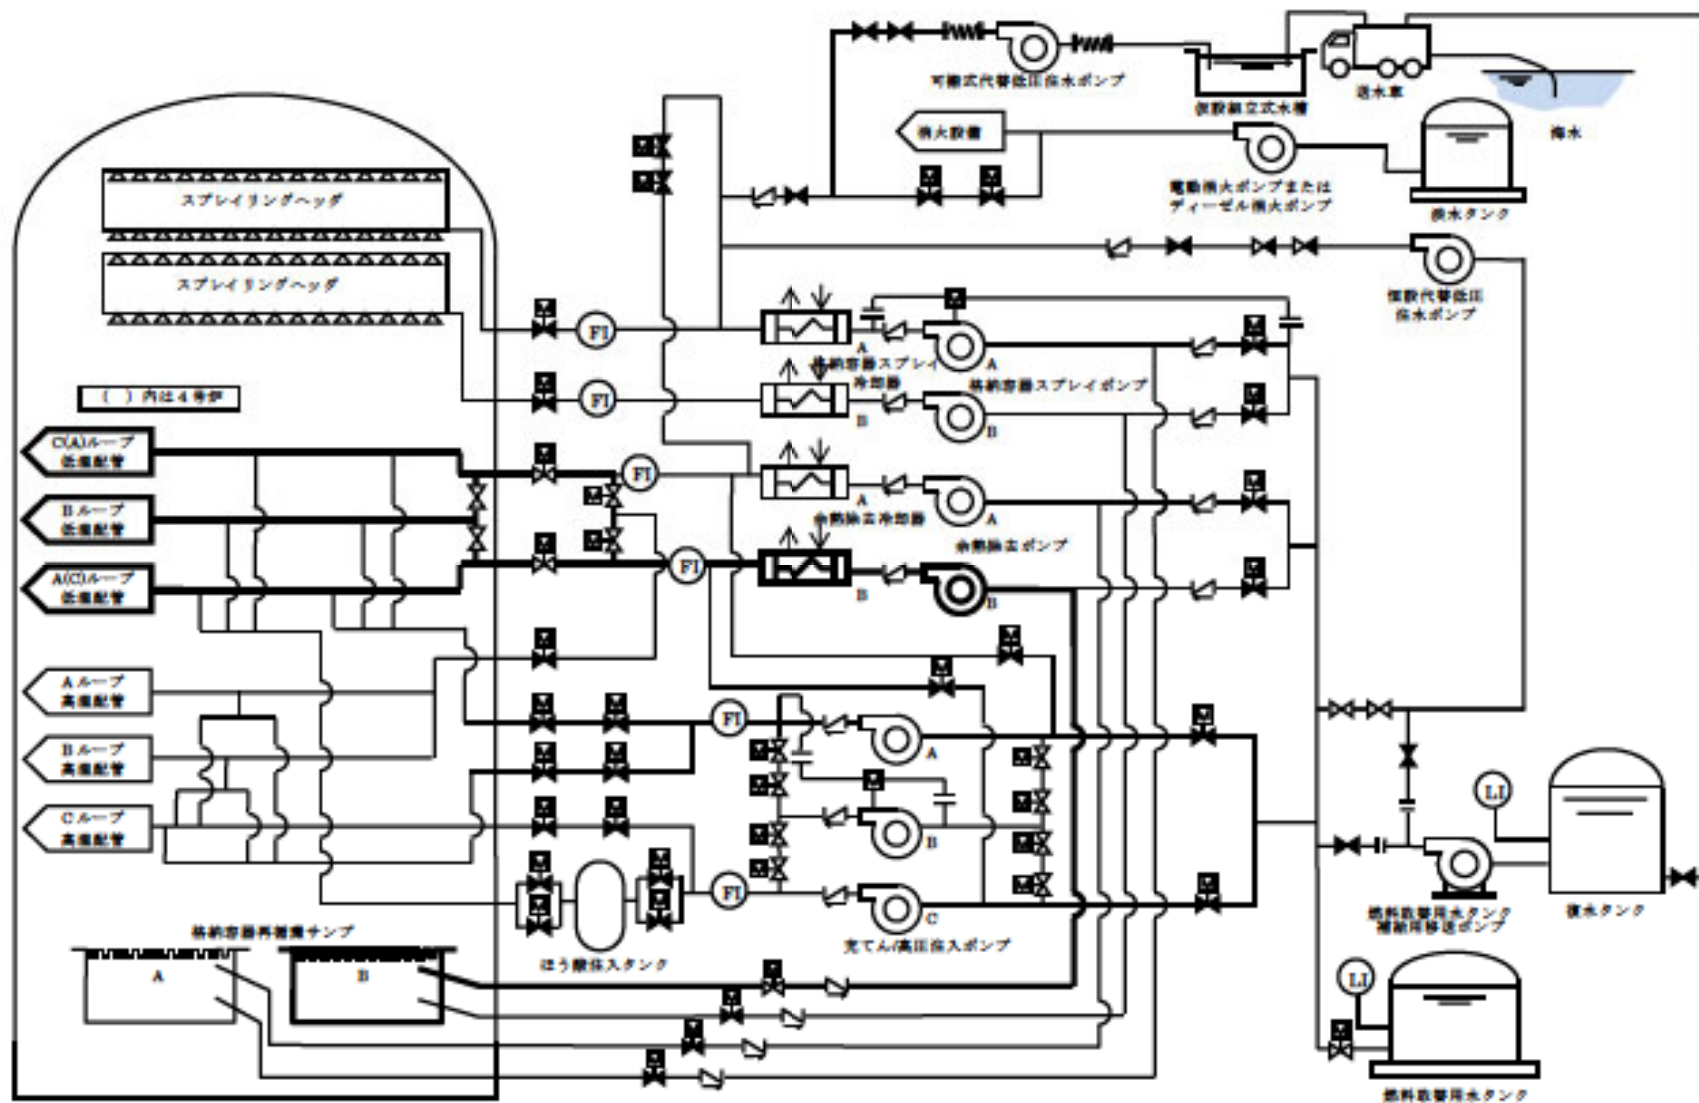 可搬式代替低圧注水ポンプ
仮設組立式水槽
送水車
海水
消火設備
電動消火ポンプまたは
ディーゼル消火ポンプ
淡水タンク
スプレイリングヘッダ
スプレイリングヘッダ
恒設代替低圧
注水ポンプ
M
M
M
M
M
M
FI
A
A
格納容器スプレイ
冷却器
格納容器スプレイポンプ
M
M
FI
B
B
( )内は4号炉
C(A)ループ
低温配管
M
FI
M
A
A
M
余熱除去冷却器
余熱除去ポンプ
Bループ
低温配管
M
M
FI
B
B
M
A(C)ループ
低温配管
M
M
M
Aループ
高温配管
M
M
FI
A
M
Bループ
高温配管
M
M
M
M
M
LI
Cループ
高温配管
M
M
M
M
M
B
M
M
M
M
M
M
FI
C
M
M
燃料取替用水タンク
補給用移送ポンプ
復水タンク
ほう酸注入タンク
充てん/高圧注入ポンプ
格納容器再循環サンプ
A
B
M
M
M
M
LI
M
燃料取替用水タンク